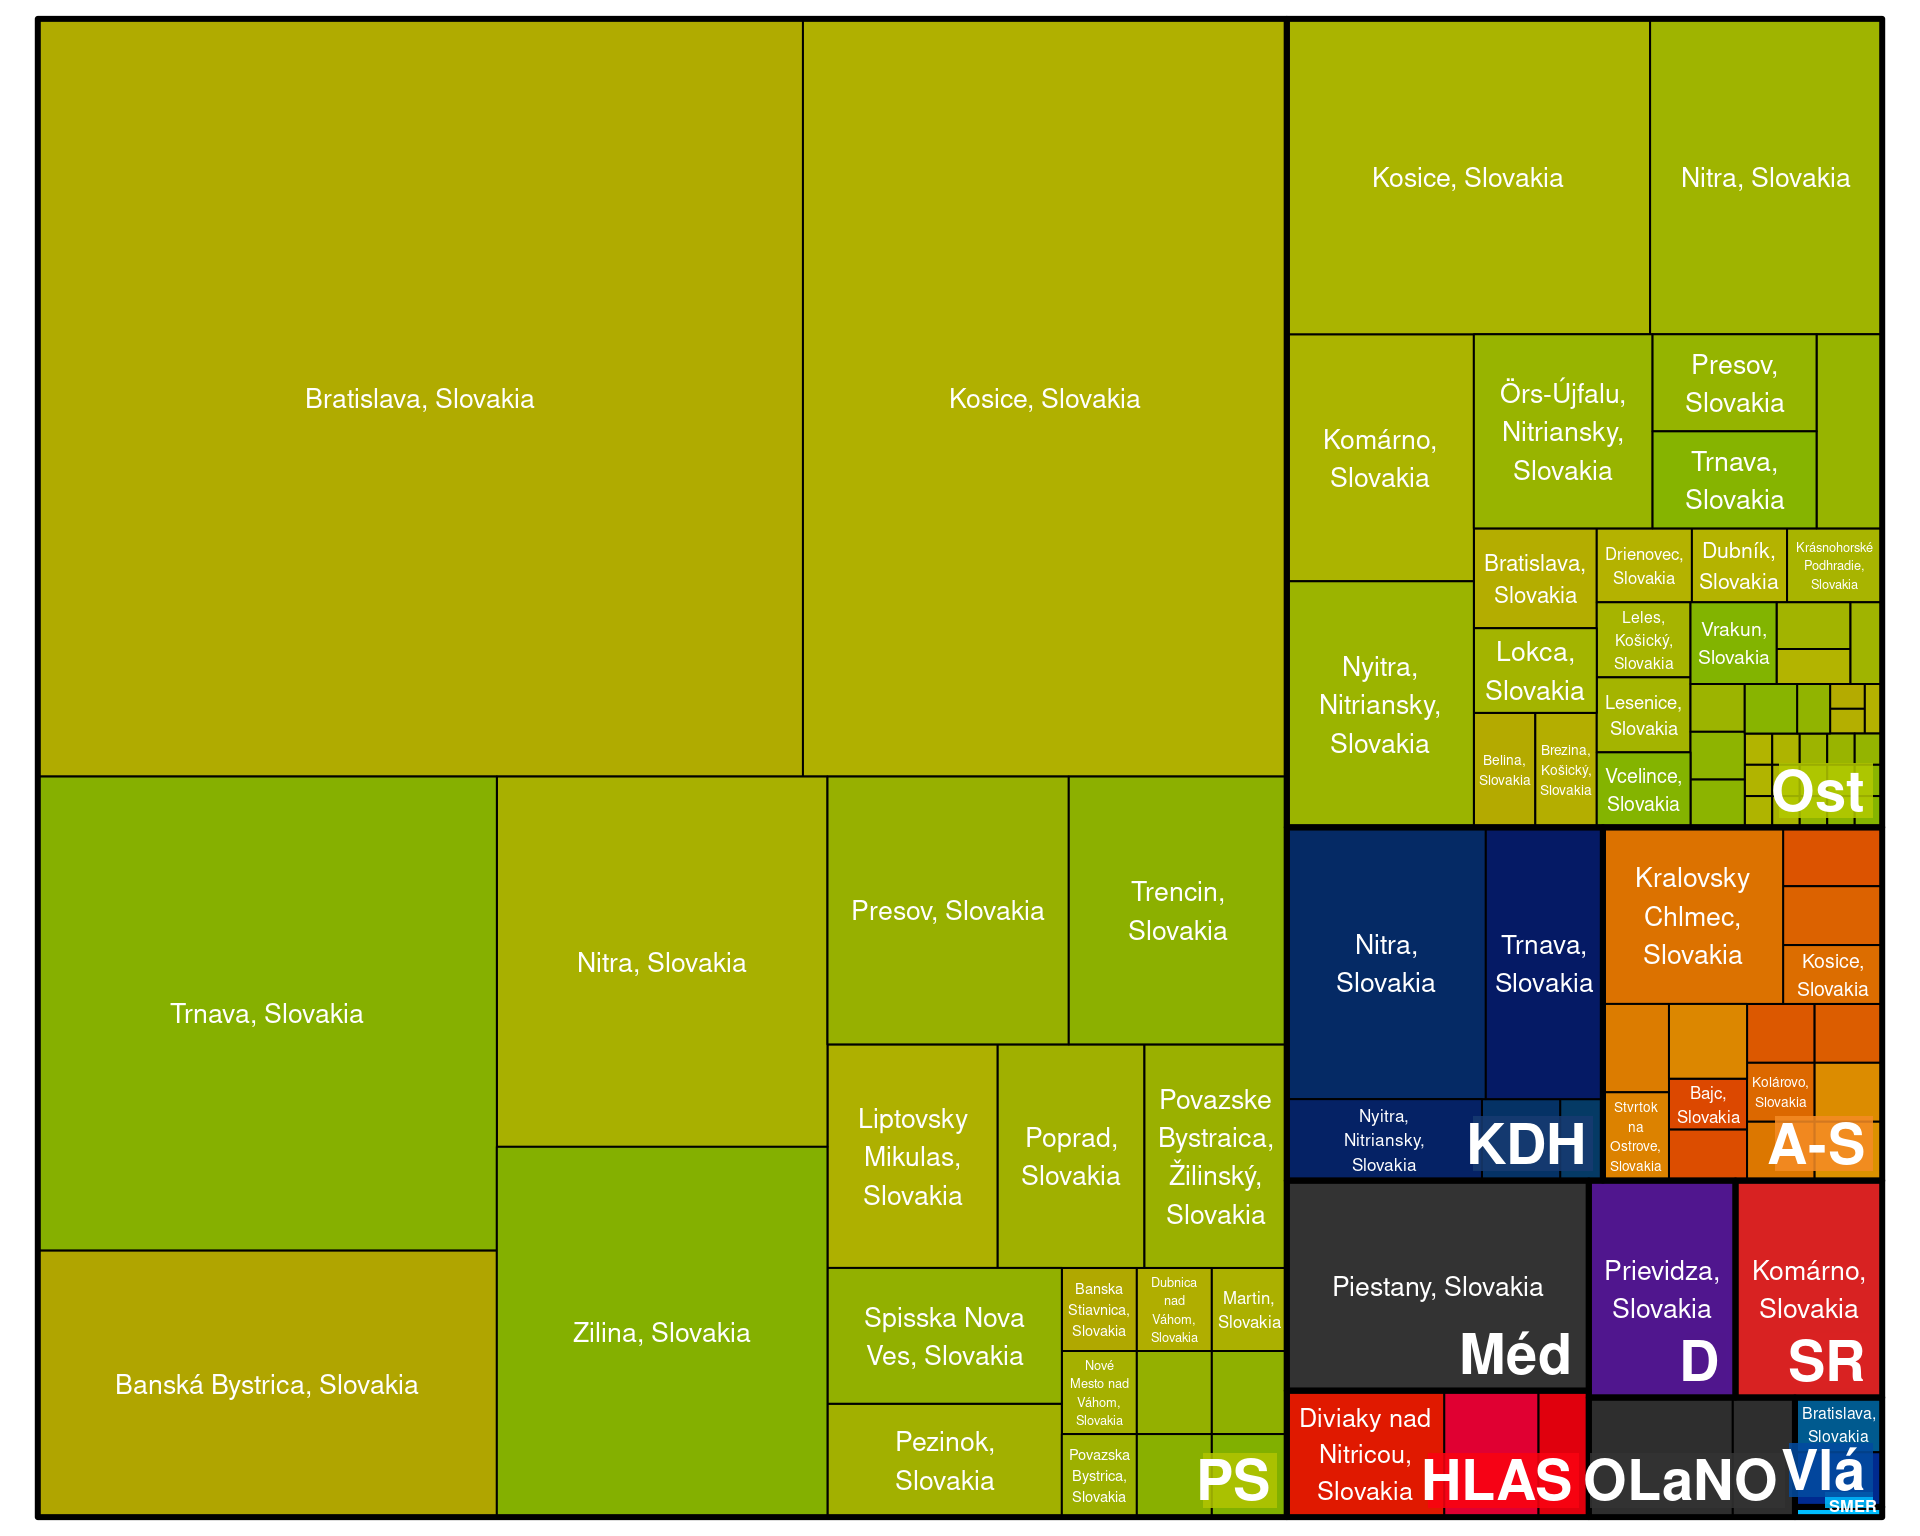 Bratislava, Slovakia
Kosice, Slovakia
Trnava, Slovakia
Banská Bystrica, Slovakia
Nitra, Slovakia
Zilina, Slovakia
Presov, Slovakia
Trencin,
Slovakia
Liptovsky
Mikulas,
Slovakia
Poprad,
Slovakia
Povazske
Bystraica,
Žilinský,
Slovakia
Spisska Nova
Ves, Slovakia
Pezinok,
Slovakia
Banska
Stiavnica,
Slovakia
Dubnica
nad
Váhom,
Slovakia
Martin,
Slovakia
Nové
Mesto nad
Váhom,
Slovakia
Povazska
Bystrica,
Slovakia
PS
Kosice, Slovakia
Nitra, Slovakia
Komárno,
Slovakia
Nyitra,
Nitriansky,
Slovakia
Örs-Újfalu,
Nitriansky,
Slovakia
Presov,
Slovakia
Trnava,
Slovakia
Bratislava,
Slovakia
Lokca,
Slovakia
Belina,
Slovakia
Brezina,
Košický,
Slovakia
Drienovec,
Slovakia
Dubník,
Slovakia
Krásnohorské
Podhradie,
Slovakia
Leles,
Košický,
Slovakia
Lesenice,
Slovakia
Vcelince,
Slovakia
Vrakun,
Slovakia
Ost
Nitra,
Slovakia
Trnava,
Slovakia
Nyitra,
Nitriansky,
Slovakia
KDH
Kralovsky
Chlmec,
Slovakia
Kosice,
Slovakia
Stvrtok
na
Ostrove,
Slovakia
Bajc,
Slovakia
Kolárovo,
Slovakia
A-S
Piestany, Slovakia
Méd
Prievidza,
Slovakia
D
Komárno,
Slovakia
SR
Diviaky nad
Nitricou,
Slovakia
HLAS
OLaNO
Bratislava,
Slovakia
Vlá
SMER